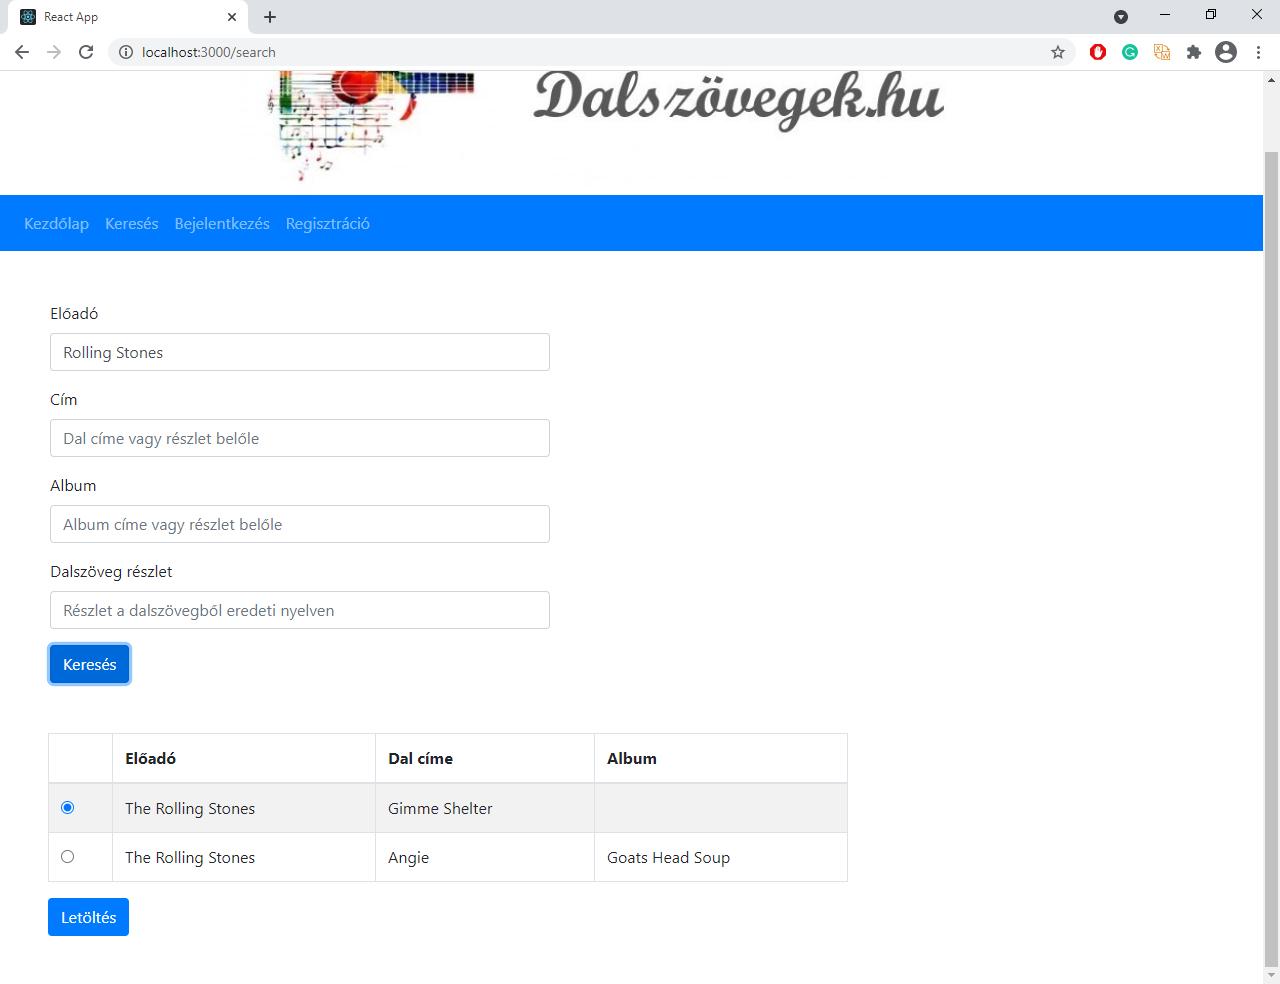 React App
localhost:3000/search
Dalszövegek.hu
Kezdőlap Keresés Bejelentkezés Regisztráció
Előadó
Rolling Stones
Cím
Dal címe vagy részlet belőle
Album
Album címe vagy részlet belőle
Dalszöveg részlet
Részlet a dalszövegből eredeti nyelven
Keresés
Előadó Dal címe Album
The Rolling Stones Gimme Shelter
The Rolling Stones Angie Goats Head Soup
Letöltés